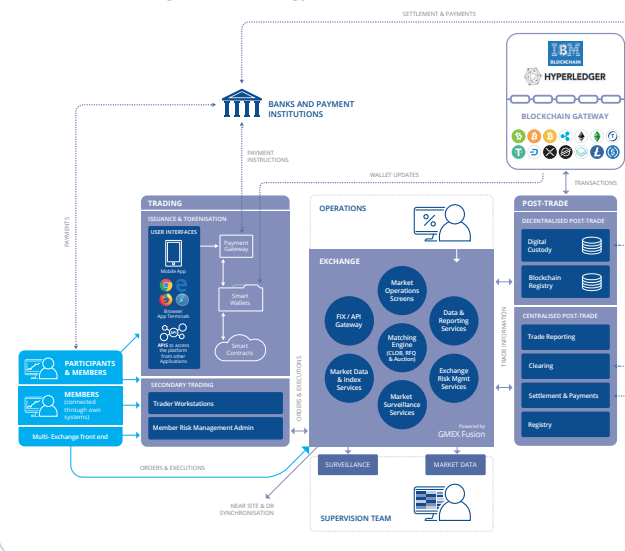 SETTLEMENT & PAYMENTS
IBM
BLOCKCHAIN
HYPERLEDGER
BLOCKCHAIN GATEWAY
BANKS AND PAYMENT
INSTITUTIONS
PAYMENT
INSTRUCTIONS
WALLET UPDATES
TRANSACTIONS
PAYMENTS
TRADING
ISSUANCE & TOKENISATION
USER INTERFACES
Mobile App
Browser
App Terminals
APIS
APIS to access
the platform
from other
Applications
Payment
Gateway
Smart
Wallets
Smart
Contracts
SECONDARY TRADING
Trader Workstations
Member Risk Management Admin
PARTICIPANTS
& MEMBERS
MEMBERS
(connected
through own
systems)
Multi- Exchange front end
ORDERS & EXECUTIONS
ORDERS & EXECUTIONS
NEAR SITE & DR
SYNCHRONISATION
OPERATIONS
EXCHANGE
Market
Operations
Screens
FIX / API
Gateway
Data &
Reporting
Services
Matching
Engine
(CLOB, RFQ
& Auction)
Market Data
& Index
Services
Exchange
Risk Mgmt
Services
Market
Surveillance
Services
Powered by
GMEX Fusion
SURVEILLANCE
MARKET DATA
SUPERVISION TEAM
TRADE INFORMATION
POST-TRADE
DECENTRALISED POST-TRADE
Digital
Custody
Blockchain
Registry
CENTRALISED POST-TRADE
Trade Reporting
Clearing
Settlement & Payments
Registry